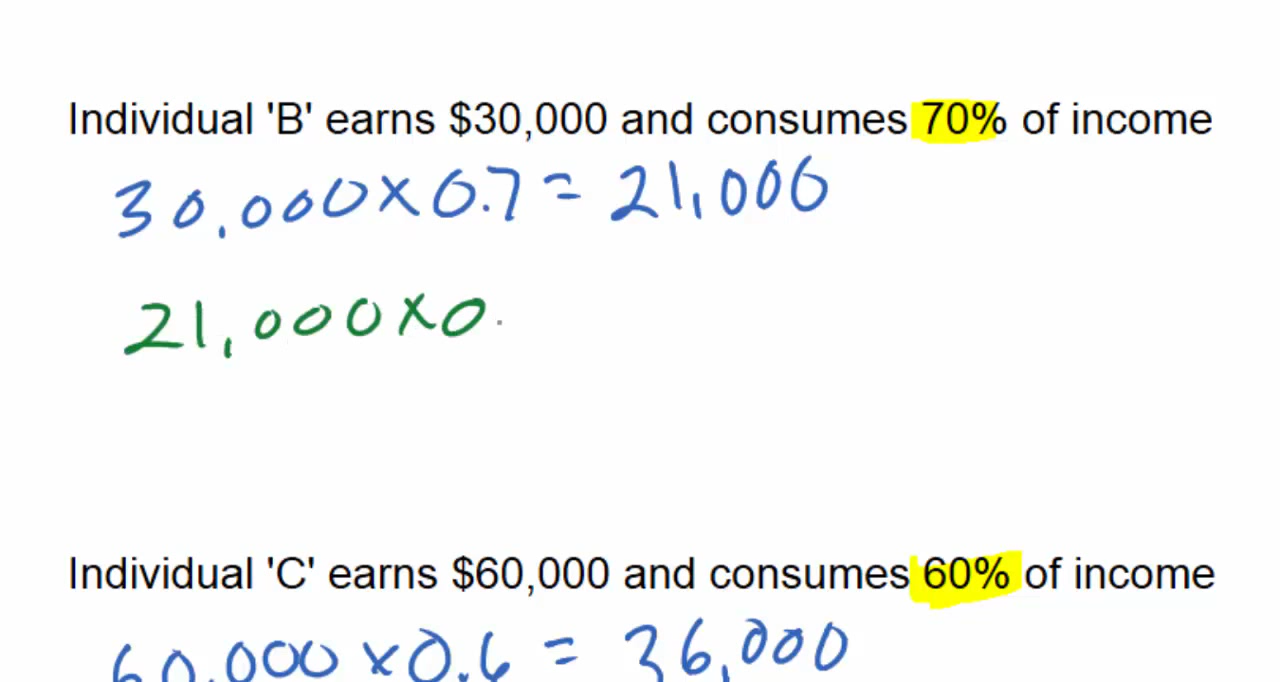 Individual 'B' earns $30,000 and consumes 70% of income
30,000 × 0.7 = 21,000
21,000 × 0.
Individual 'C' earns $60,000 and consumes 60% of income
60,000 × 0.6 = 36,000